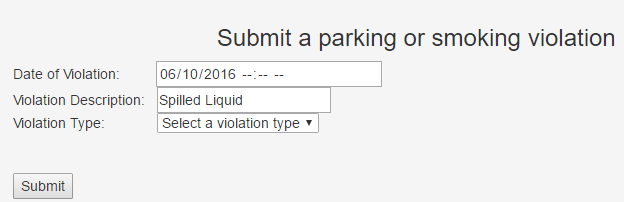 Submit a parking or smoking violation
Date of Violation: 06/10/2016 --:-- --
Violation Description: Spilled Liquid
Violation Type: Select a violation type
Submit